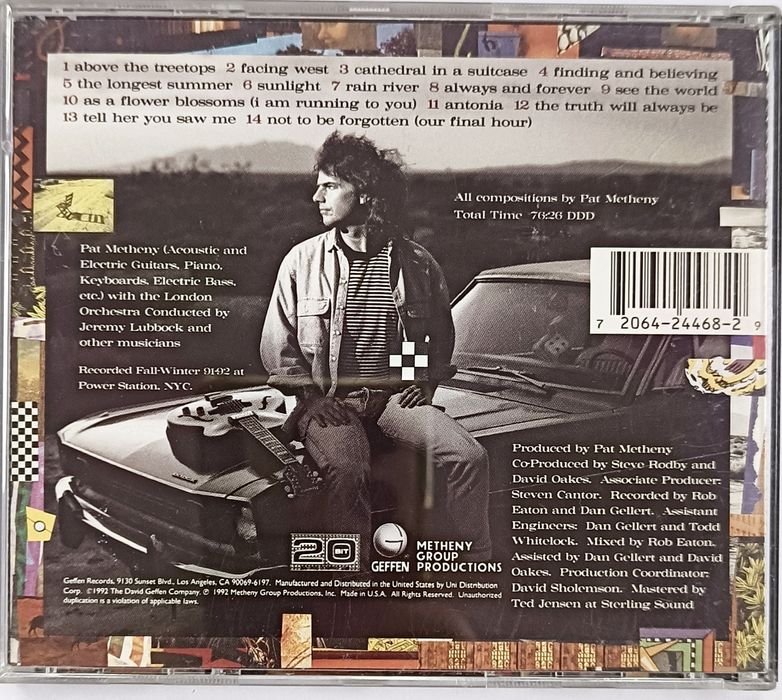 1 above the treetops 2 facing west 3 cathedral in a suitcase 4 finding and believing
5 the longest summer 6 sunlight 7 rain river 8 always and forever 9 see the world
10 as a flower blossoms (i am running to you) 11 antonia 12 the truth will always be
13 tell her you saw me 14 not to be forgotten (our final hour)
All compositions by Pat Metheny
Total Time 76:26 DDD
Pat Metheny (Acoustic and
Electric Guitars, Piano,
Keyboards, Electric Bass,
etc.) with the London
Orchestra Conducted by
Jeremy Lubbock and
other musicians
Recorded Fall-Winter 91-92 at
Power Station, NYC.
7 2064-24468-2 9
Produced by Pat Metheny
Co-Produced by Steve Rodby and
David Oakes. Associate Producer:
Steven Cantor. Recorded by Rob
Eaton and Dan Gellert. Assistant
Engineers: Dan Gellert and Todd
Whitelock. Mixed by Rob Eaton.
Assisted by Dan Gellert and David
Oakes. Production Coordinator:
David Sholemson. Mastered by
Ted Jensen at Sterling Sound
20 BIT
GEFFEN
METHENY
GROUP
PRODUCTIONS
Geffen Records, 9130 Sunset Blvd., Los Angeles, CA 90069-6197. Manufactured and Distributed in the United States by Uni Distribution
Corp. ©1992 The David Geffen Company. ℗ 1992 Metheny Group Productions, Inc. Made in U.S.A. All Rights Reserved. Unauthorized
duplication is a violation of applicable laws.